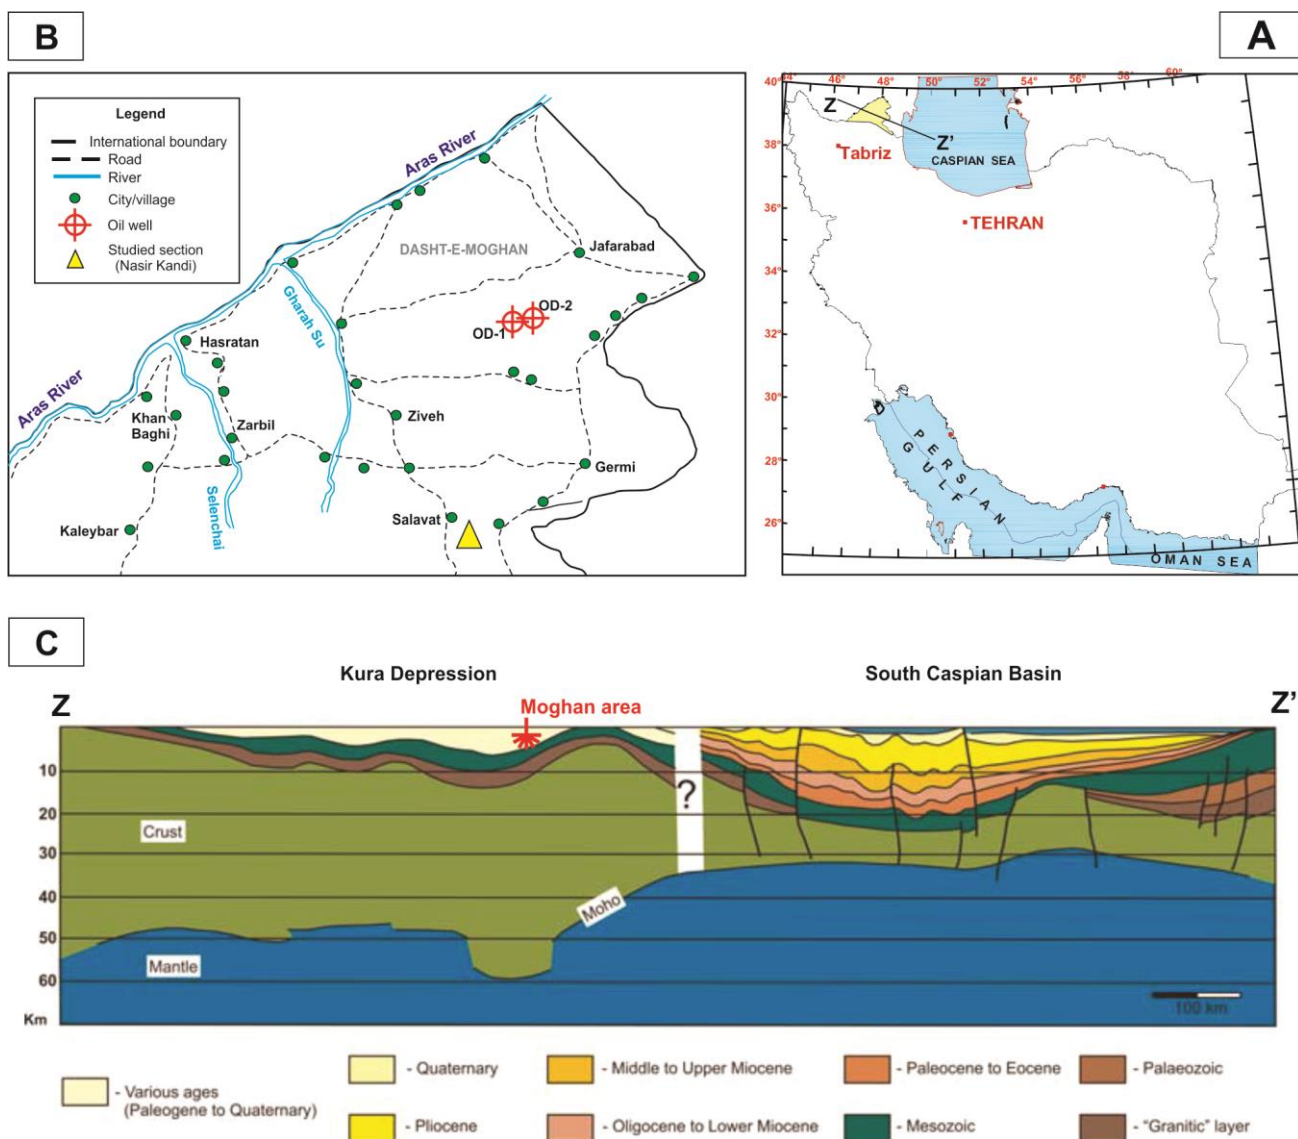 B
A
Legend
International boundary
Road
River
City/village
Oil well
Studied section
(Nasir Kandi)
Aras River
DASHT-E-MOGHAN
Jafarabad
Gharah Su
OD-2
OD-1
Hasratan
Aras River
Khan
Baghi
Zarbil
Ziveh
Germi
Selenchai
Salavat
Kaleybar
44° 46° 48° 50° 52° 54° 56° 58° 60°
40°
38°
36°
34°
32°
30°
28°
26°
Z
Z'
Tabriz
CASPIAN SEA
TEHRAN
PERSIAN
GULF
OMAN SEA
C
Kura Depression
South Caspian Basin
Z
Moghan area
Z'
10
20
30
40
50
60
Km
?
Crust
Moho
Mantle
100 km
- Various ages
(Paleogene to Quaternary)
- Quaternary
- Middle to Upper Miocene
- Paleocene to Eocene
- Palaeozoic
- Pliocene
- Oligocene to Lower Miocene
- Mesozoic
- "Granitic" layer